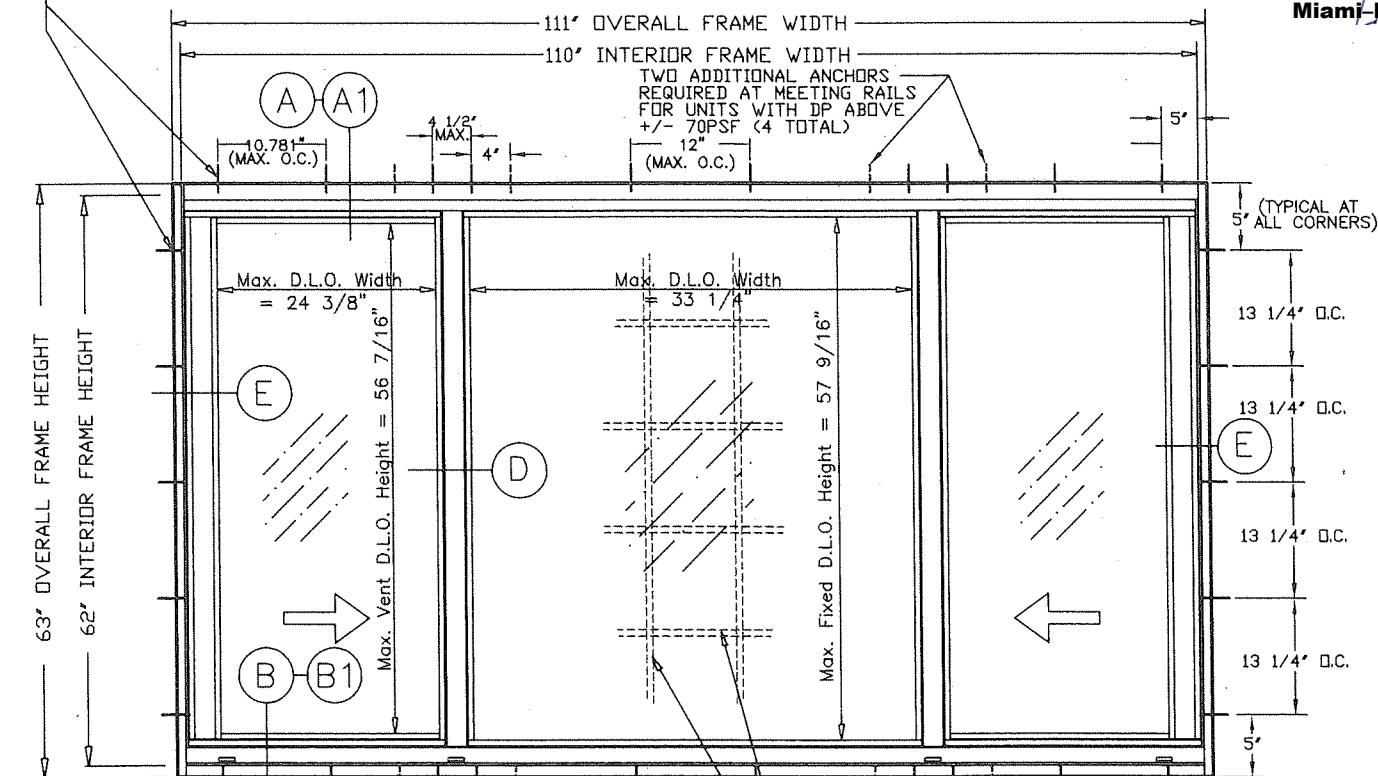 Miami-
111" OVERALL FRAME WIDTH
110" INTERIOR FRAME WIDTH
TWO ADDITIONAL ANCHORS
REQUIRED AT MEETING RAILS
FOR UNITS WITH DP ABOVE
+/- 70PSF (4 TOTAL)
A
A1
4 1/2"
MAX.
10.781"
(MAX. O.C.)
4"
12"
(MAX. O.C.)
5"
5" (TYPICAL AT
ALL CORNERS)
Max. D.L.O. Width
= 24 3/8"
Max. D.L.O. Width
= 33 1/4"
13 1/4" O.C.
13 1/4" O.C.
13 1/4" O.C.
13 1/4" O.C.
5"
63" OVERALL FRAME HEIGHT
62" INTERIOR FRAME HEIGHT
Max. Vent D.L.O. Height = 56 7/16"
Max. Fixed D.L.O. Height = 57 9/16"
E
D
E
B
B1